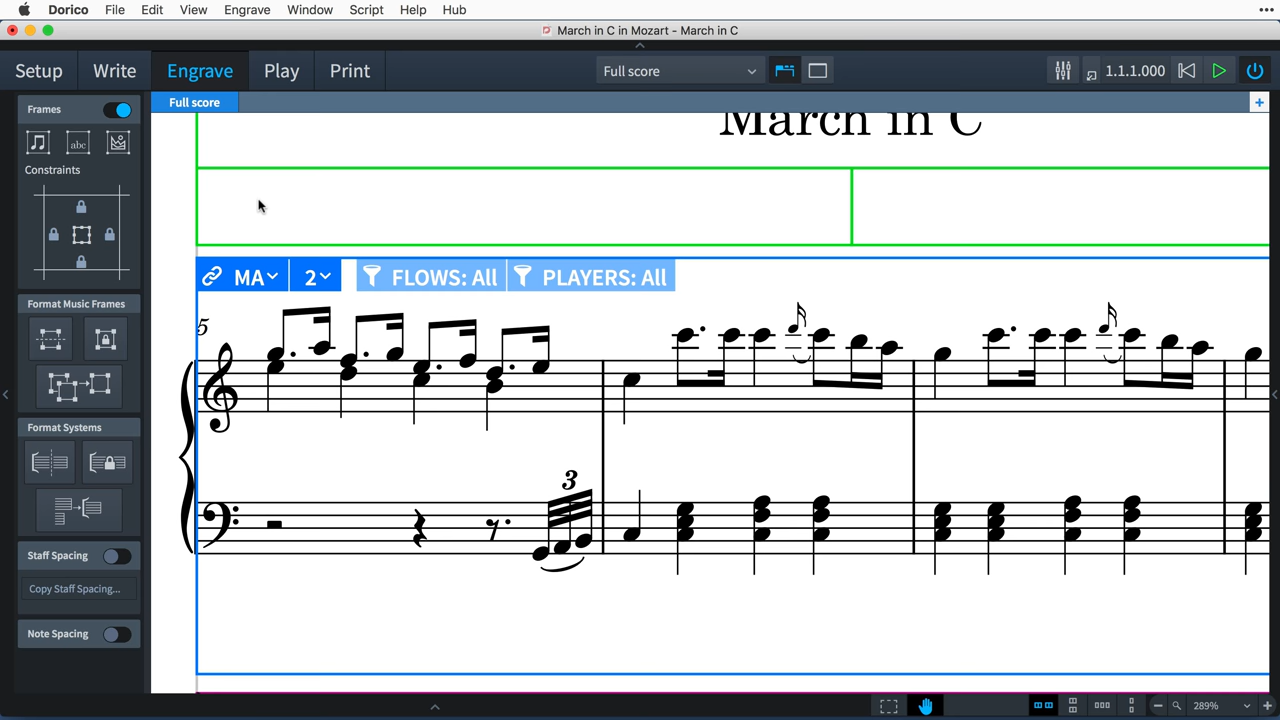 Dorico File Edit View Engrave Window Script Help Hub
March in C in Mozart - March in C
Setup Write Engrave Play Print Full score 1.1.1.000
Full score
Frames
abc
Constraints
Format Music Frames
Format Systems
Staff Spacing
Copy Staff Spacing...
Note Spacing
March in C
MA 2 FLOWS: All PLAYERS: All
5
3
289%